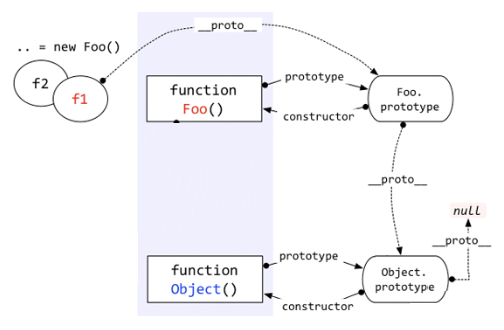 .. = new Foo()
__proto__
f2
f1
function
Foo()
prototype
constructor
Foo.
prototype
__proto__
null
__proto__
function
Object()
prototype
constructor
Object.
prototype